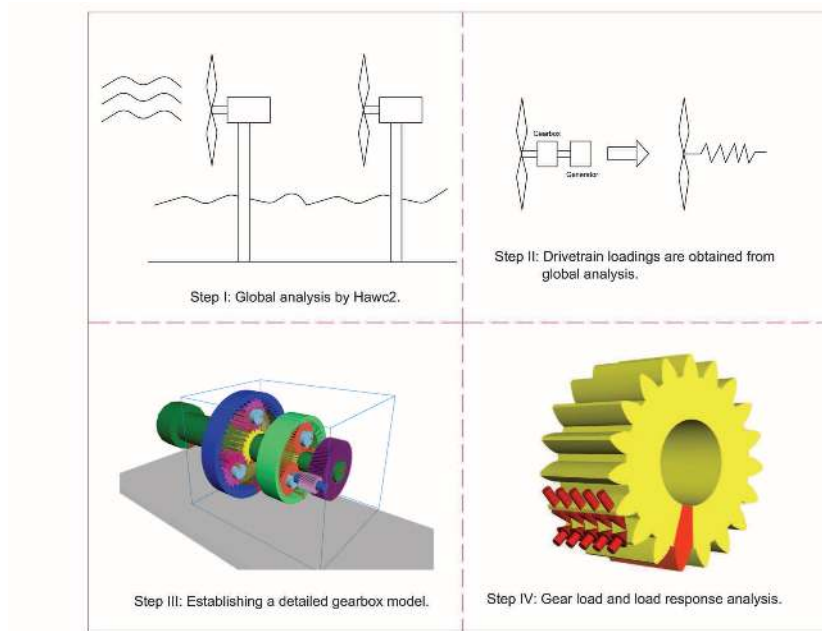 Gearbox
Generator
Step I: Global analysis by Hawc2.
Step II: Drivetrain loadings are obtained from
global analysis.
Step III: Establishing a detailed gearbox model.
Step IV: Gear load and load response analysis.